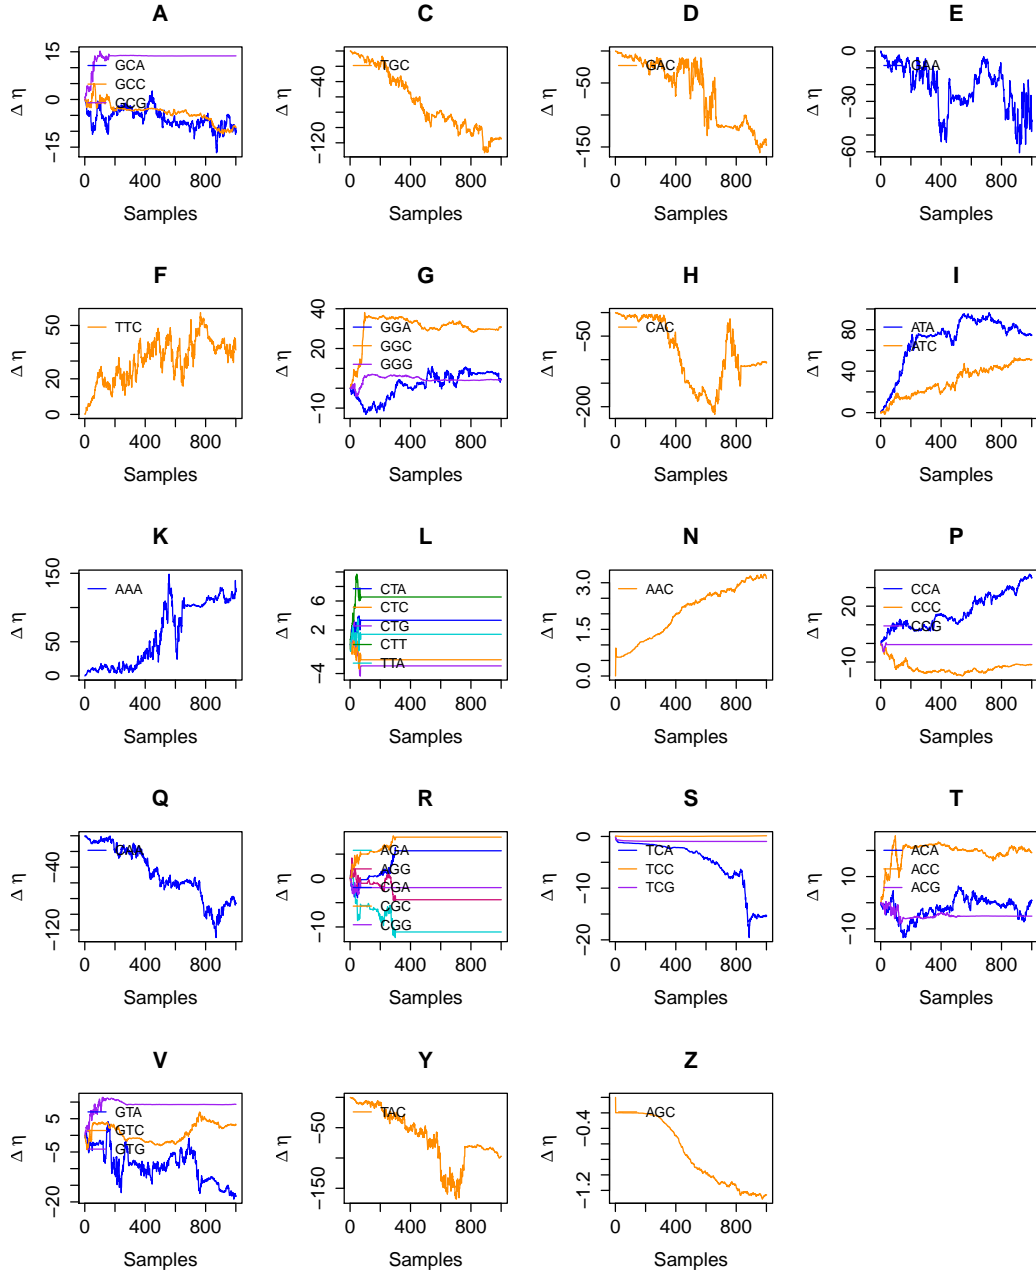 A
C
D
E
Δ η
15
0
−15
GCA
GCC
GCG
0 400 800
Samples
Δ η
−40
−120
TGC
0 400 800
Samples
Δ η
−50
−150
GAC
0 400 800
Samples
Δ η
0
−30
−60
GAA
0 400 800
Samples
F
G
H
I
Δ η
50
20
0
TTC
0 400 800
Samples
Δ η
40
20
−10
GGA
GGC
GGG
0 400 800
Samples
Δ η
−50
−200
CAC
0 400 800
Samples
Δ η
80
40
0
ATA
ATC
0 400 800
Samples
K
L
N
P
Δ η
150
50
0
AAA
0 400 800
Samples
Δ η
6
2
−4
CTA
CTC
CTG
CTT
TTA
0 400 800
Samples
Δ η
3.0
1.5
0.0
AAC
0 400 800
Samples
Δ η
20
−10
CCA
CCC
CCG
0 400 800
Samples
Q
R
S
T
Δ η
−40
−120
CAA
0 400 800
Samples
Δ η
0
−10
AGA
AGG
CGA
CGC
CGG
0 400 800
Samples
Δ η
0
−10
−20
TCA
TCC
TCG
0 400 800
Samples
Δ η
10
−10
ACA
ACC
ACG
0 400 800
Samples
V
Y
Z
Δ η
5
−5
−20
GTA
GTC
GTG
0 400 800
Samples
Δ η
−50
−150
TAC
0 400 800
Samples
Δ η
−0.4
−1.2
AGC
0 400 800
Samples